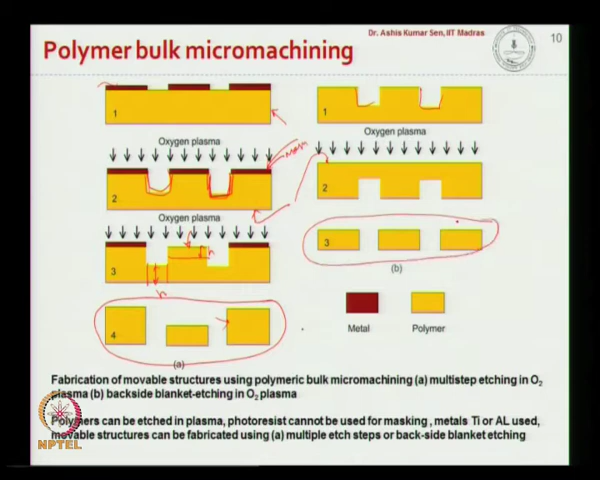 Dr. Ashis Kumar Sen, IIT Madras
10
Polymer bulk micromachining
1
1
Oxygen plasma
Oxygen plasma
mask
2
2
Oxygen plasma
h
3
3
h
(b)
4
Metal
Polymer
(a)
Fabrication of movable structures using polymeric bulk micromachining (a) multistep etching in O2
plasma (b) backside blanket-etching in O2 plasma
Polymers can be etched in plasma, photoresist cannot be used for masking , metals Ti or AL used,
movable structures can be fabricated using (a) multiple etch steps or back-side blanket etching
NPTEL